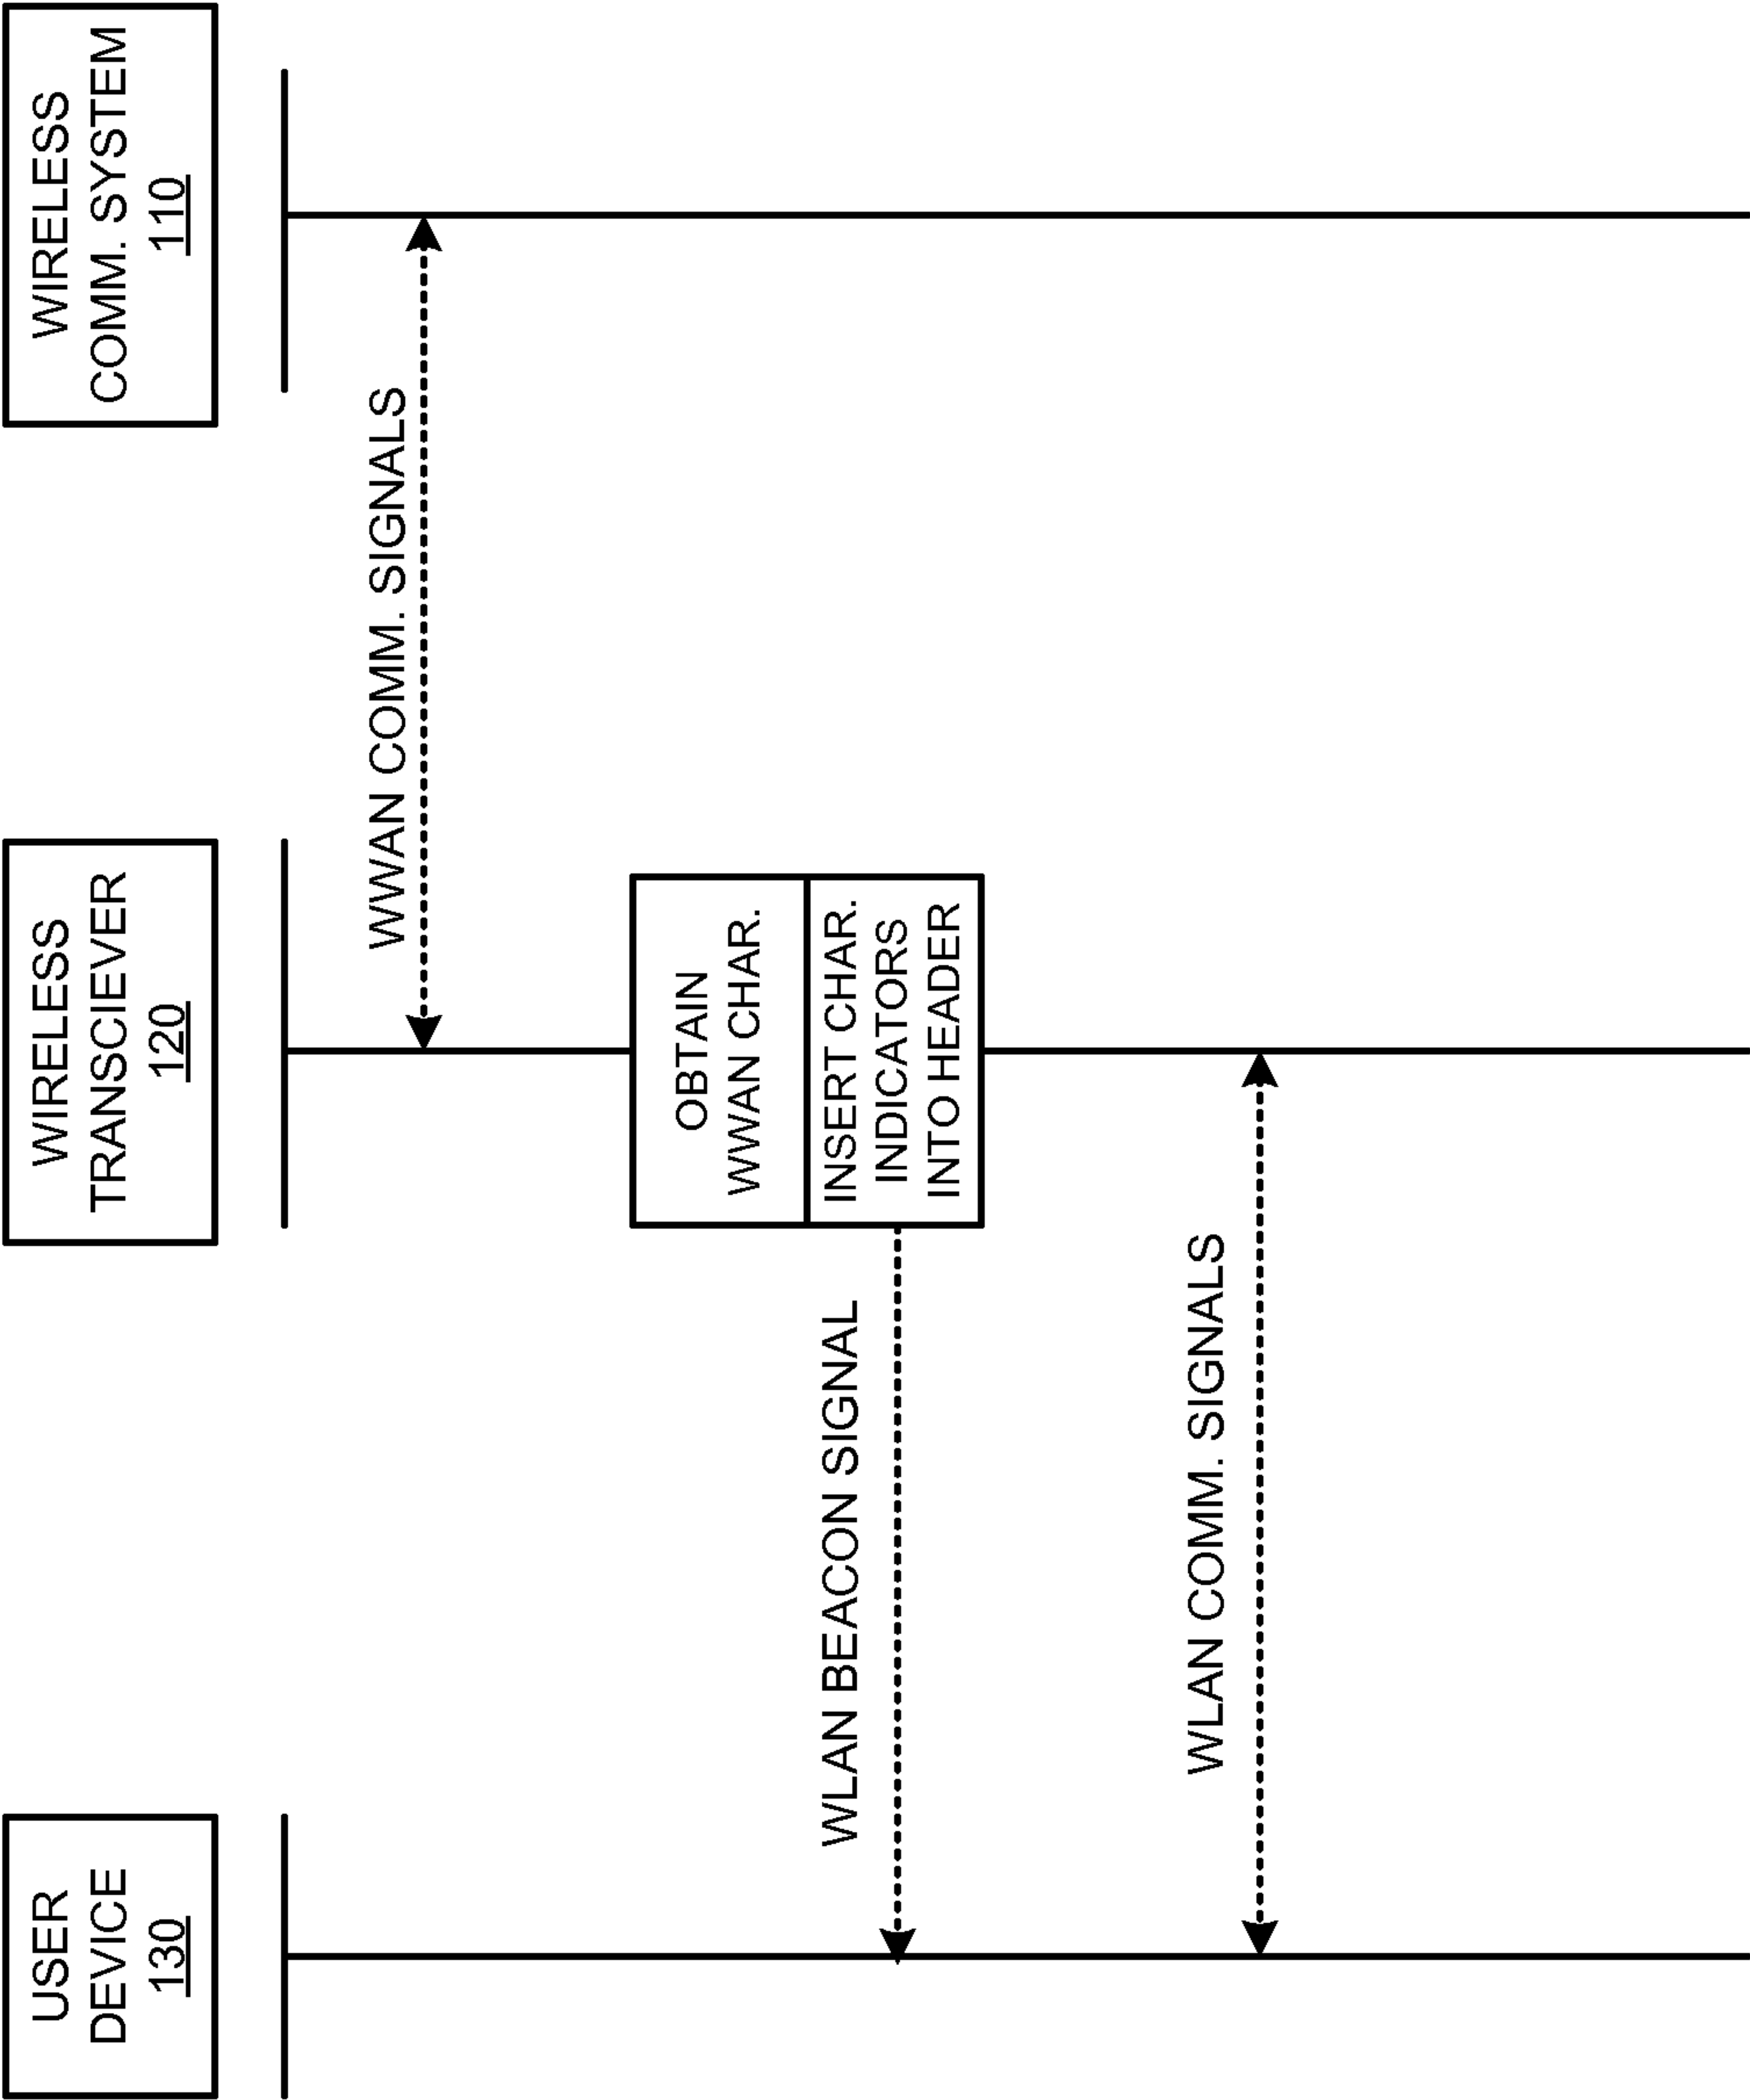 USER
DEVICE
130
WIRELESS
TRANSCIEVER
120
WIRELESS
COMM. SYSTEM
110
WWAN COMM. SIGNALS
OBTAIN
WWAN CHAR.
INSERT CHAR.
INDICATORS
INTO HEADER
WLAN BEACON SIGNAL
WLAN COMM. SIGNALS